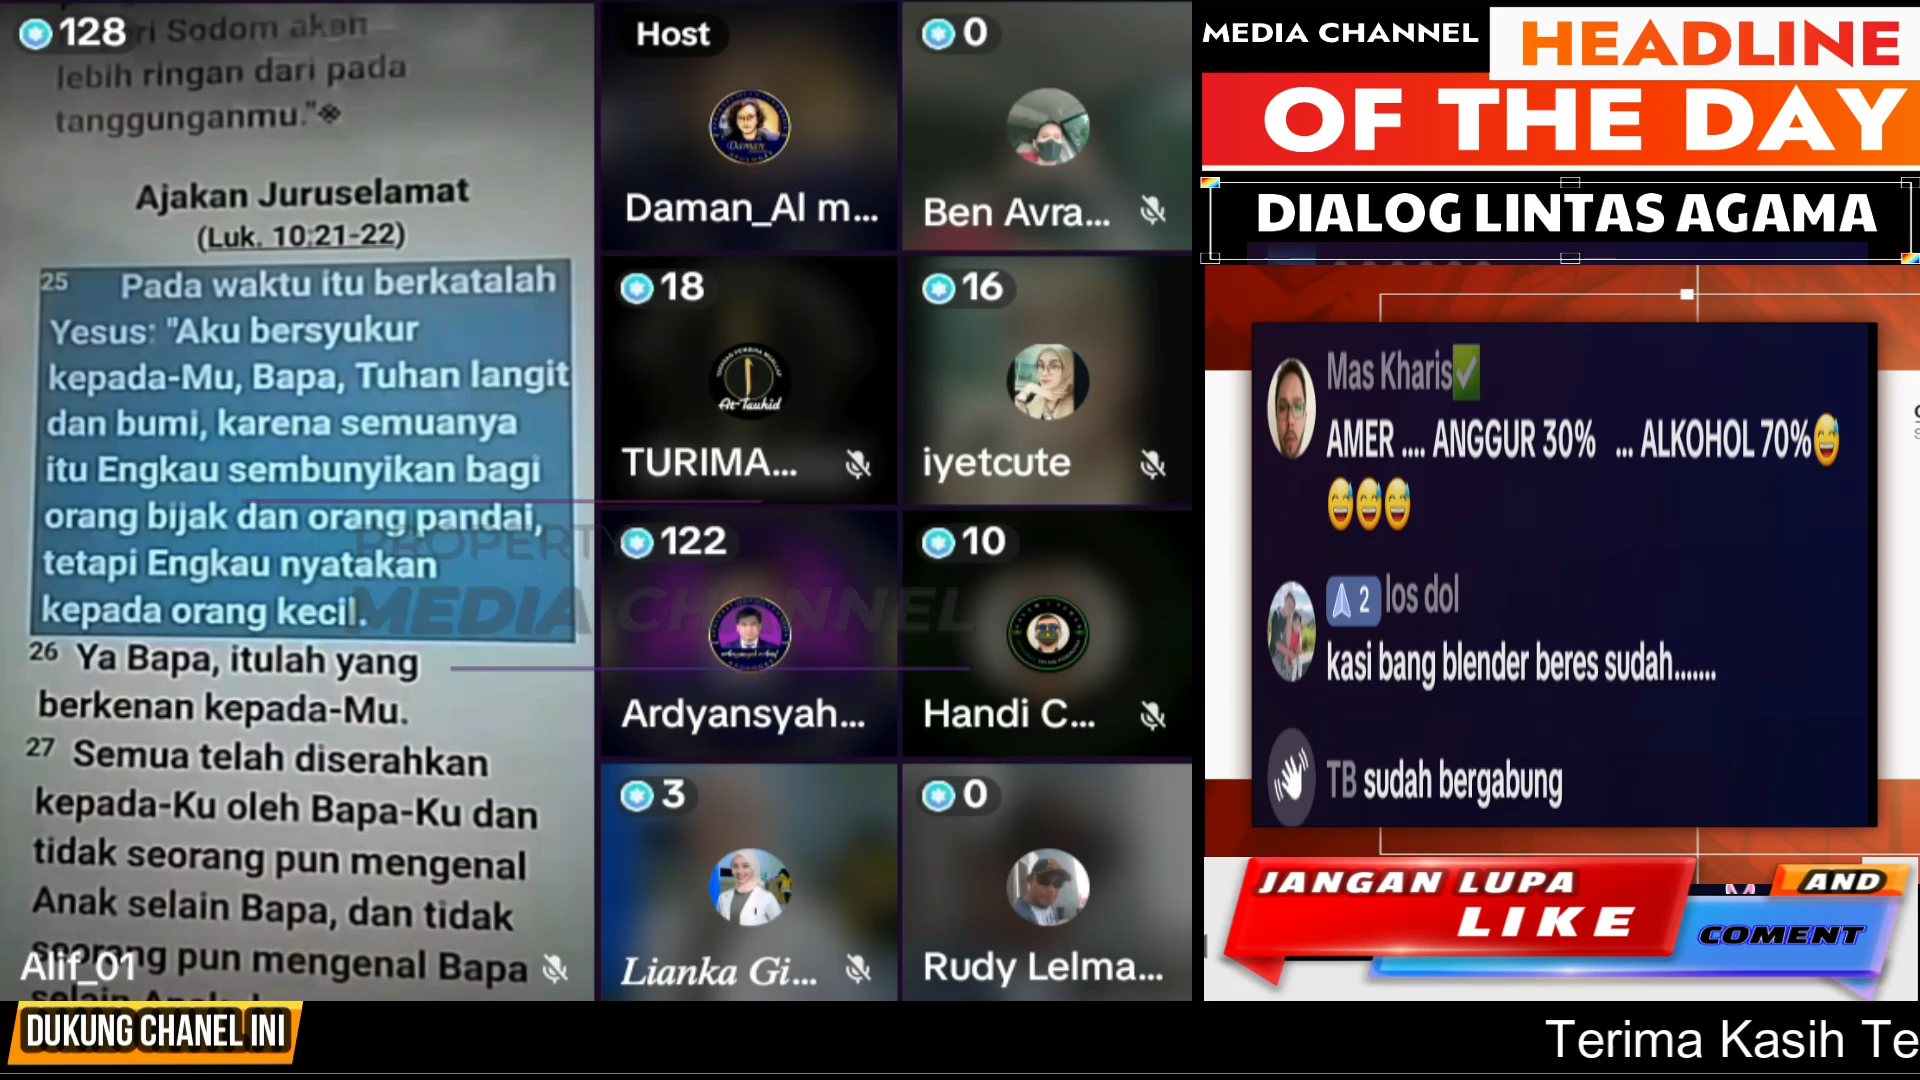 128
ri Sodom akan
lebih ringan dari pada
tanggunganmu."※
Ajakan Juruselamat
(Luk. 10:21-22)
25 Pada waktu itu berkatalah
Yesus: "Aku bersyukur
kepada-Mu, Bapa, Tuhan langit
dan bumi, karena semuanya
itu Engkau sembunyikan bagi
orang bijak dan orang pandai,
tetapi Engkau nyatakan
kepada orang kecil.
26 Ya Bapa, itulah yang
berkenan kepada-Mu.
27 Semua telah diserahkan
kepada-Ku oleh Bapa-Ku dan
tidak seorang pun mengenal
Anak selain Bapa, dan tidak
seorang pun mengenal Bapa
Alif_01
PROPERTY
MEDIA CHANNEL
Host
Daman
Daman_Al m...
0
Ben Avra...
18
At-Tauhid
TURIMA...
16
iyetcute
122
Ardyansyah...
10
Handi C...
3
Lianka Gi...
0
Rudy Lelma...
MEDIA CHANNEL
HEADLINE
OF THE DAY
DIALOG LINTAS AGAMA
Mas Kharis✅
AMER .... ANGGUR 30% ... ALKOHOL 70%😅
😅😅😅
2 los dol
kasi bang blender beres sudah.......
TB sudah bergabung
JANGAN LUPA
LIKE
AND
COMENT
DUKUNG CHANEL INI
Terima Kasih Te